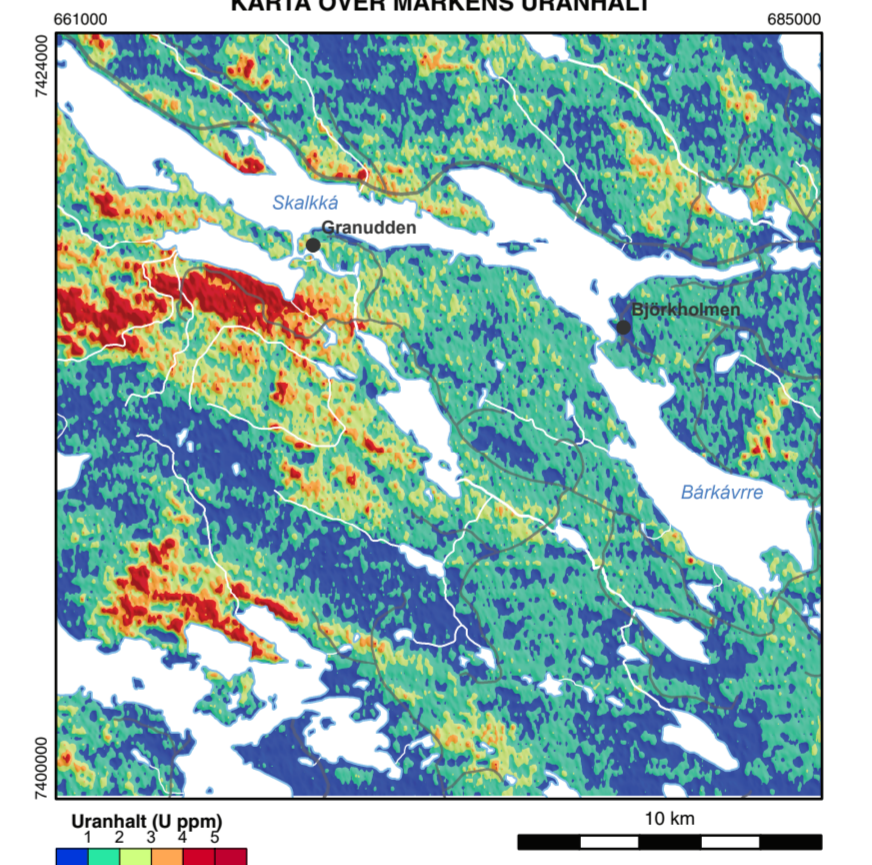 KARTA ÖVER MARKENS URANHALT
661000 685000
7424000
Skalkká
Granudden
Björkholmen
Bárkávrre
7400000
Uranhalt (U ppm)
1 2 3 4 5
10 km